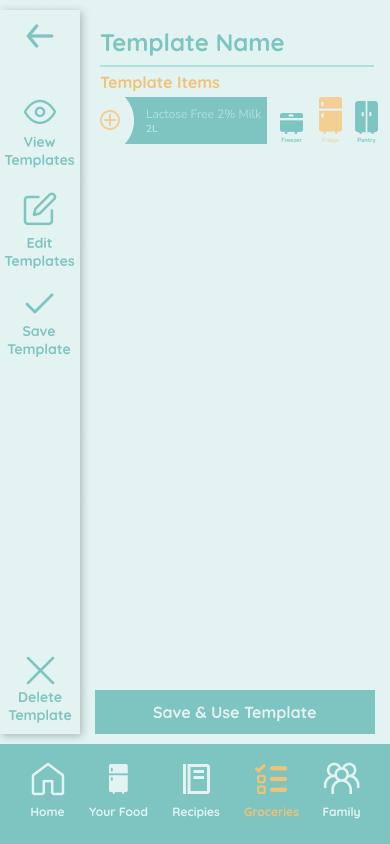 Template Name
Template Items
Lactose Free 2% Milk
2L
Freezer
Fridge
Pantry
View
Templates
Edit
Templates
Save
Template
Delete
Template
Save & Use Template
Home
Your Food
Recipies
Groceries
Family